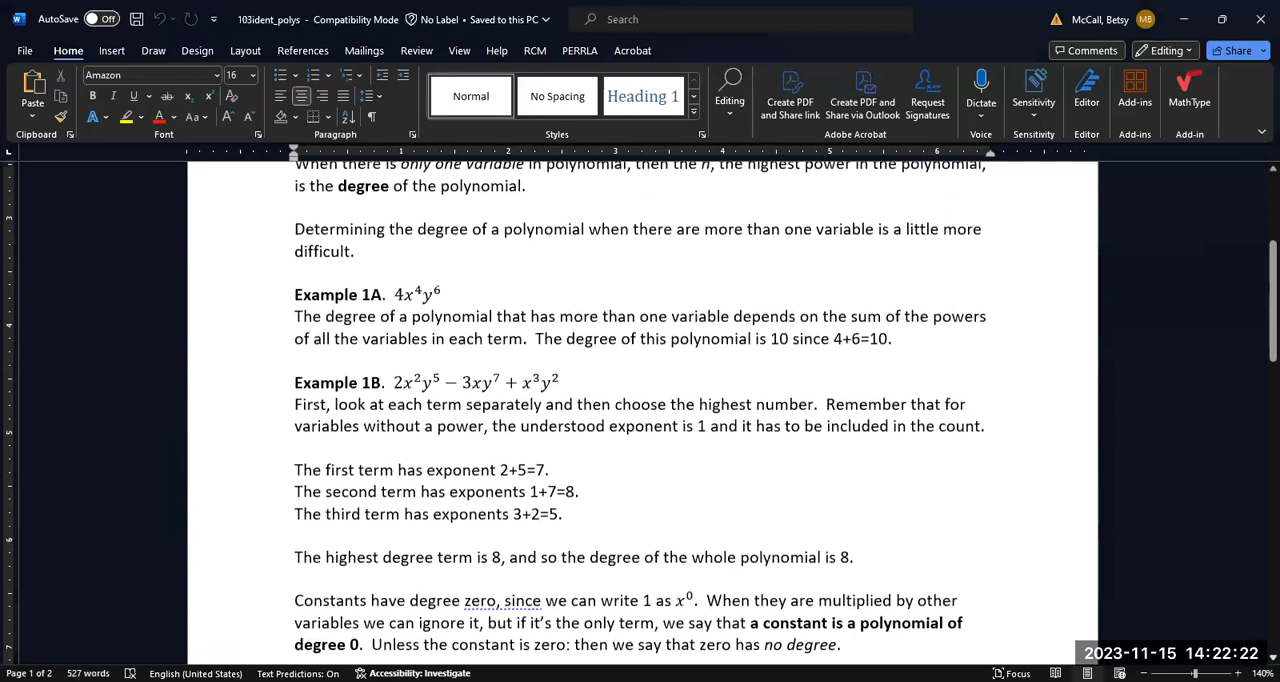 AutoSave Off 103ident_polys - Compatibility Mode No Label • Saved to this PC Search McCall, Betsy MB
File Home Insert Draw Design Layout References Mailings Review View Help RCM PERRLA Acrobat Comments Editing Share
Paste Amazon 16 Normal No Spacing Heading 1 Editing Create PDF and Share link Create PDF and Share via Outlook Request Signatures Dictate Sensitivity Editor Add-ins MathType
Clipboard Font Paragraph Styles Adobe Acrobat Voice Sensitivity Editor Add-ins Add-in
1 2 3 4 5 6
When there is only one variable in polynomial, then the n, the highest power in the polynomial,
is the degree of the polynomial.
Determining the degree of a polynomial when there are more than one variable is a little more
difficult.
Example 1A. 4x⁴y⁶
The degree of a polynomial that has more than one variable depends on the sum of the powers
of all the variables in each term. The degree of this polynomial is 10 since 4+6=10.
Example 1B. 2x²y⁵ − 3xy⁷ + x³y²
First, look at each term separately and then choose the highest number. Remember that for
variables without a power, the understood exponent is 1 and it has to be included in the count.
The first term has exponent 2+5=7.
The second term has exponents 1+7=8.
The third term has exponents 3+2=5.
The highest degree term is 8, and so the degree of the whole polynomial is 8.
Constants have degree zero, since we can write 1 as x⁰. When they are multiplied by other
variables we can ignore it, but if it's the only term, we say that a constant is a polynomial of
degree 0. Unless the constant is zero: then we say that zero has no degree.
2023-11-15 14:22:22
Page 1 of 2 527 words English (United States) Text Predictions: On Accessibility: Investigate Focus 140%